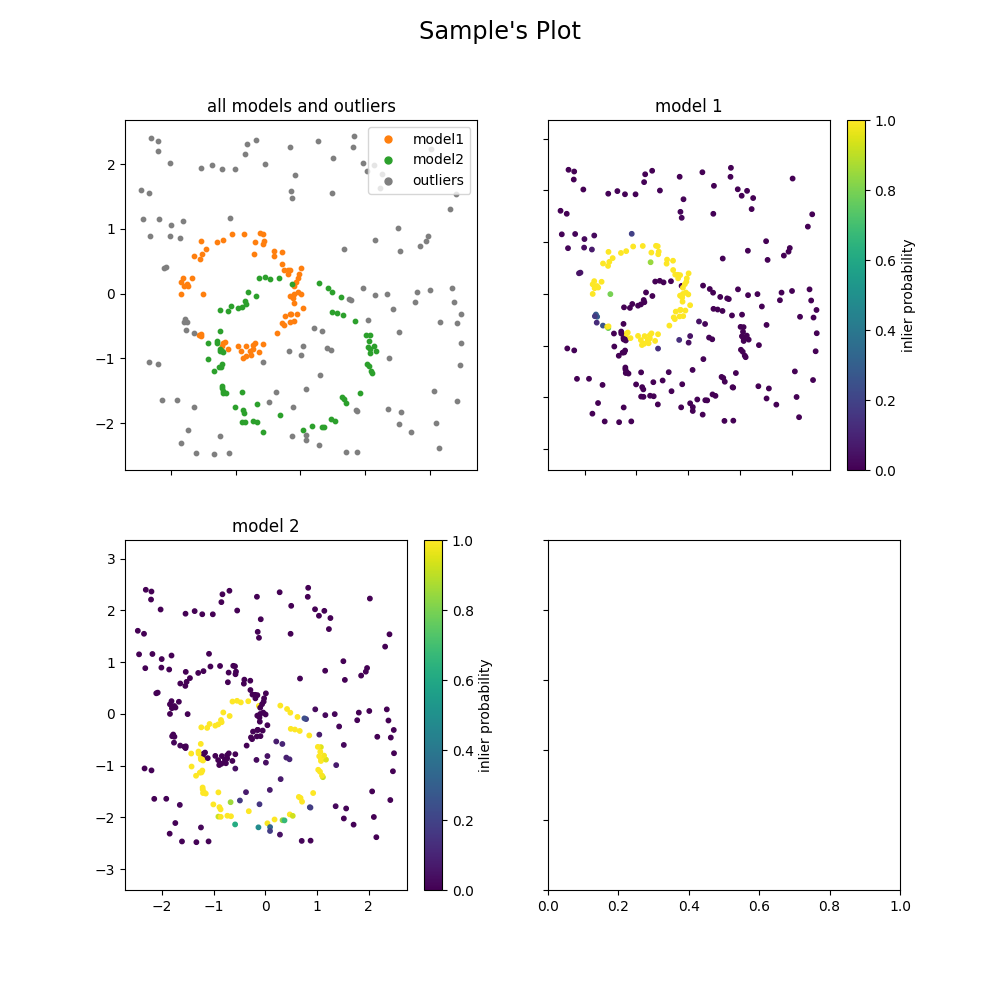 Sample's Plot
all models and outliers
model1
model2
outliers
2
1
0
−1
−2
model 1
1.0
0.8
0.6
0.4
0.2
0.0
inlier probability
model 2
3
2
1
0
−1
−2
−3
−2 −1 0 1 2
1.0
0.8
0.6
0.4
0.2
0.0
inlier probability
0.0 0.2 0.4 0.6 0.8 1.0